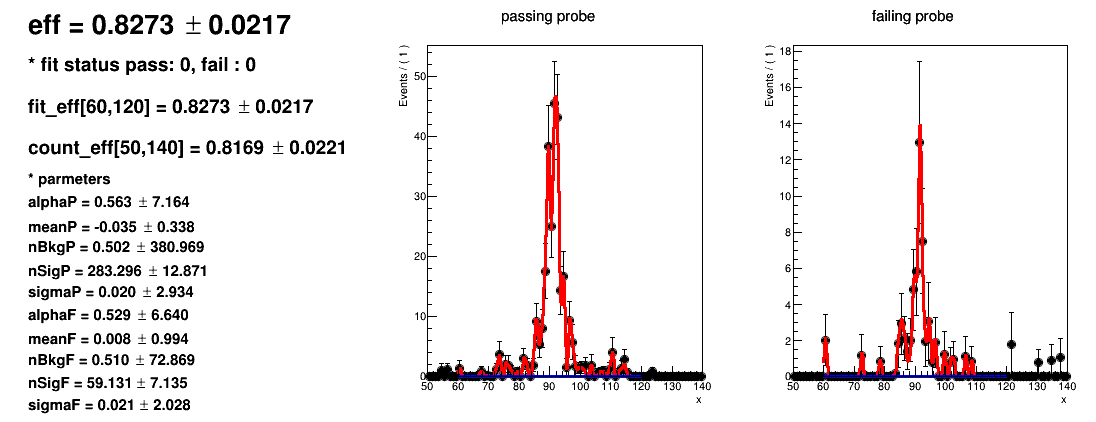 eff = 0.8273 ± 0.0217
* fit status pass: 0, fail : 0
fit_eff[60,120] = 0.8273 ± 0.0217
count_eff[50,140] = 0.8169 ± 0.0221
* parmeters
alphaP = 0.563 ± 7.164
meanP = -0.035 ± 0.338
nBkgP = 0.502 ± 380.969
nSigP = 283.296 ± 12.871
sigmaP = 0.020 ± 2.934
alphaF = 0.529 ± 6.640
meanF = 0.008 ± 0.994
nBkgF = 0.510 ± 72.869
nSigF = 59.131 ± 7.135
sigmaF = 0.021 ± 2.028
passing probe
Events / ( 1 )
50
40
30
20
10
0
50 60 70 80 90 100 110 120 130 140
x
failing probe
Events / ( 1 )
18
16
14
12
10
8
6
4
2
0
50 60 70 80 90 100 110 120 130 140
x